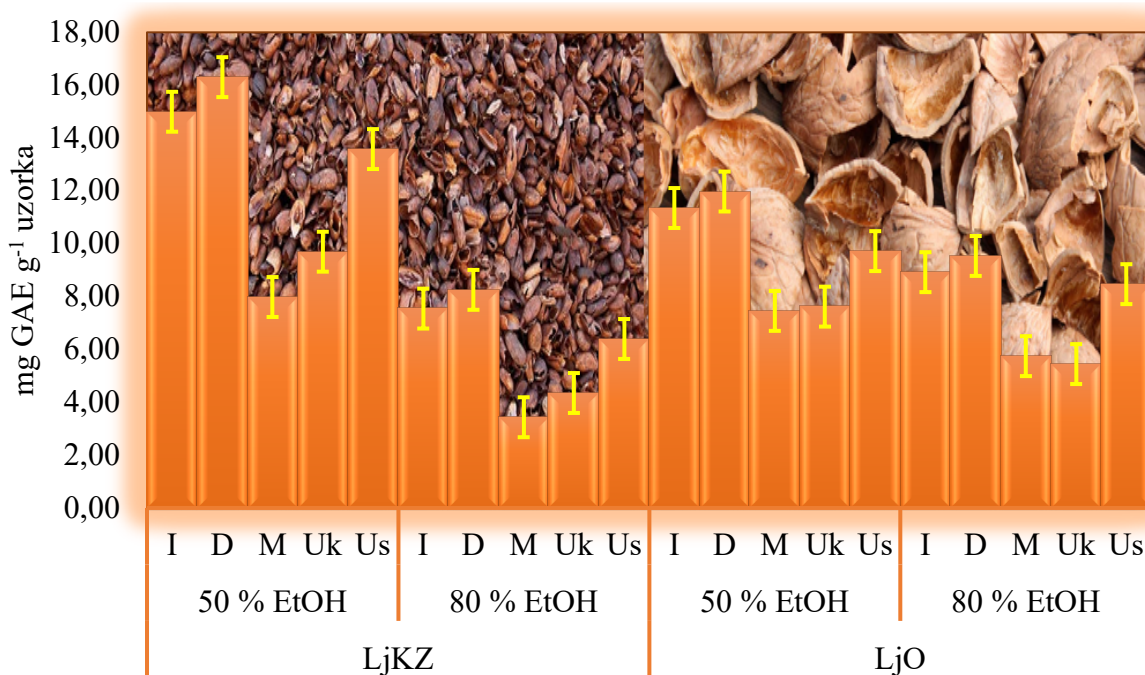 mg GAE g⁻¹ uzorka
18,00
16,00
14,00
12,00
10,00
8,00
6,00
4,00
2,00
0,00
I D M Uk Us I D M Uk Us I D M Uk Us I D M Uk Us
50 % EtOH 80 % EtOH 50 % EtOH 80 % EtOH
LjKZ LjO